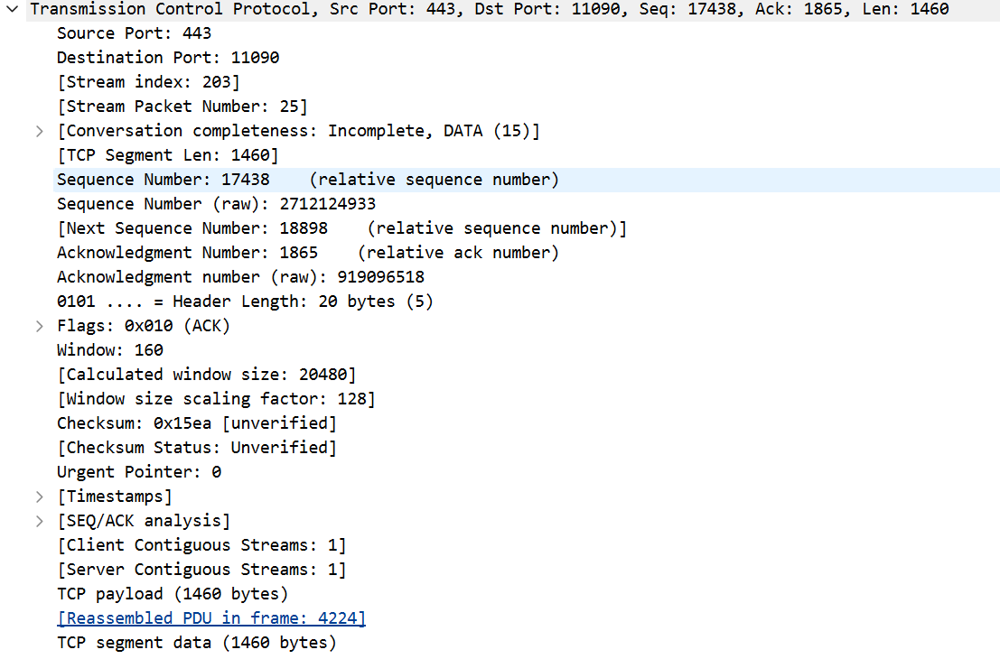 Transmission Control Protocol, Src Port: 443, Dst Port: 11090, Seq: 17438, Ack: 1865, Len: 1460
Source Port: 443
Destination Port: 11090
[Stream index: 203]
[Stream Packet Number: 25]
[Conversation completeness: Incomplete, DATA (15)]
[TCP Segment Len: 1460]
Sequence Number: 17438    (relative sequence number)
Sequence Number (raw): 2712124933
[Next Sequence Number: 18898    (relative sequence number)]
Acknowledgment Number: 1865    (relative ack number)
Acknowledgment number (raw): 919096518
0101 .... = Header Length: 20 bytes (5)
Flags: 0x010 (ACK)
Window: 160
[Calculated window size: 20480]
[Window size scaling factor: 128]
Checksum: 0x15ea [unverified]
[Checksum Status: Unverified]
Urgent Pointer: 0
[Timestamps]
[SEQ/ACK analysis]
[Client Contiguous Streams: 1]
[Server Contiguous Streams: 1]
TCP payload (1460 bytes)
[Reassembled PDU in frame: 4224]
TCP segment data (1460 bytes)